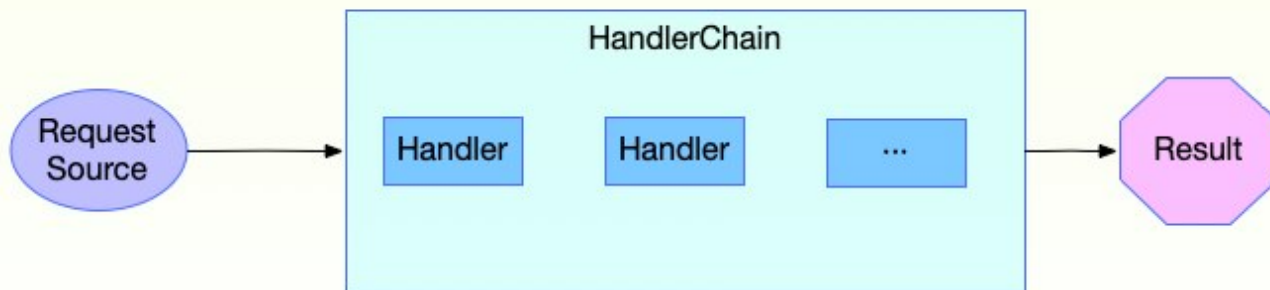 HandlerChain
Request
Source
Handler
Handler
...
Result